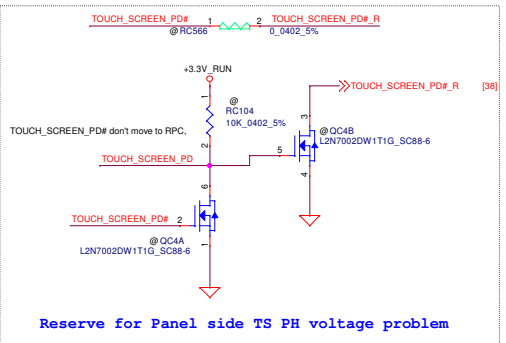 TOUCH_SCREEN_PD# 1 2 TOUCH_SCREEN_PD#_R
@ RC566 0_0402_5%
+3.3V_RUN
1
@
RC104
10K_0402_5%
2
TOUCH_SCREEN_PD#_R [38]
3
@ QC4B
L2N7002DW1T1G_SC88-6
5
4
TOUCH_SCREEN_PD# don't move to RPC,
TOUCH_SCREEN_PD
6
TOUCH_SCREEN_PD# 2
@ QC4A
L2N7002DW1T1G_SC88-6
1
Reserve for Panel side TS PH voltage problem